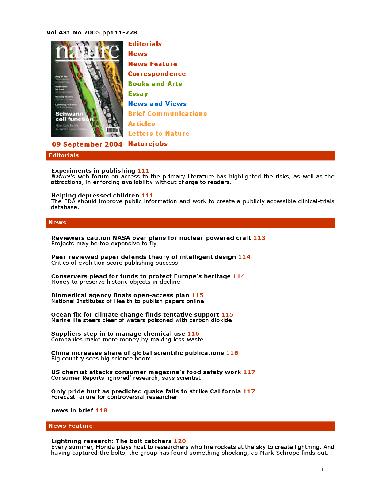 Vol 431 No 7005 pp111-228
nature
Schwann
cell function
Editorials
News
News Feature
Correspondence
Books and Arts
Essay
News and Views
Brief Communications
Articles
Letters to Nature
Naturejobs
09 September 2004
Editorials
Experiments in publishing 111
Nature's web forum on access to the primary literature has highlighted the risks, as well as the
attractions, in enforcing availability without charge to readers.
Helping depressed children 111
The FDA should improve public information and work to create a publicly accessible clinical-trials
database.
News
Reviewers caution NASA over plans for nuclear powered craft 113
Projects may be too expensive to fly.
Peer reviewed paper defends theory of intelligent design 114
Critics of evolution score publishing success
Conservers plead for funds to protect Europe's heritage 114
Money to preserve historic objects in decline
Biomedical agency floats open-access plan 115
National Institutes of Health to publish papers online
Ocean fix for climate change finds tentative support 115
Marine life steers clear of waters poisoned with carbon dioxide
Suppliers step in to manage chemical use 116
Companies make more money by trading less waste
China increases share of global scientific publications 116
Big country sees big science boom
US chemist attacks consumer magazine's food safety work 117
Consumer Reports 'ignored' research, says scientist
Only pride hurt as predicted quake fails to strike California 117
Forecast failure for controversial researcher
news in brief 118
News Feature
Lightning research: The bolt catchers 120
Every summer, Florida plays host to researchers who fire rockets at the sky to create lightning. And
having captured the bolts, the group has found something shocking, as Mark Schrope finds out.
1